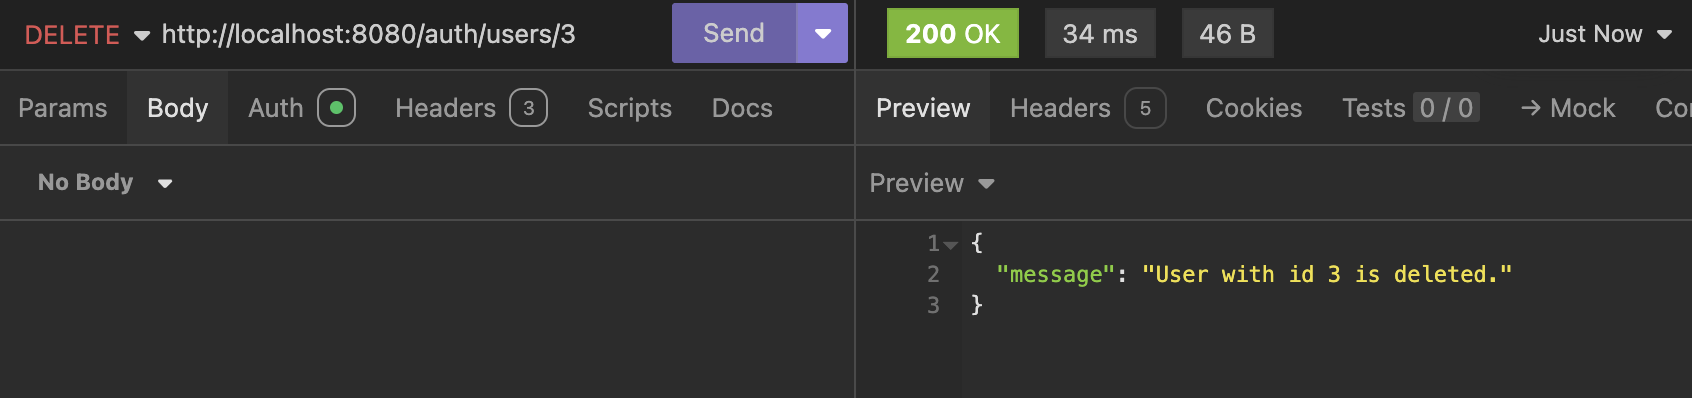 DELETE http://localhost:8080/auth/users/3 Send 200 OK 34 ms 46 B Just Now
Params Body Auth Headers 3 Scripts Docs Preview Headers 5 Cookies Tests 0 / 0 → Mock
No Body Preview
1 {
2 "message": "User with id 3 is deleted."
3 }